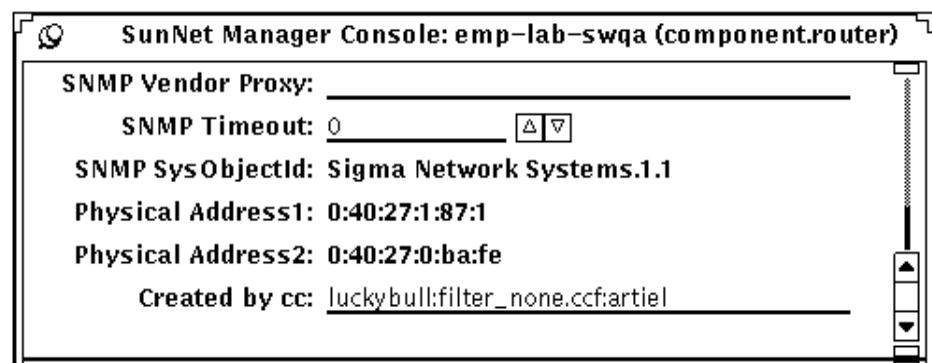 SunNet Manager Console: emp-lab-swqa (component.router)
SNMP Vendor Proxy:
SNMP Timeout: 0
SNMP SysObjectId: Sigma Network Systems.1.1
Physical Address1: 0:40:27:1:87:1
Physical Address2: 0:40:27:0:ba:fe
Created by cc: luckybull:filter_none.ccf:artiel